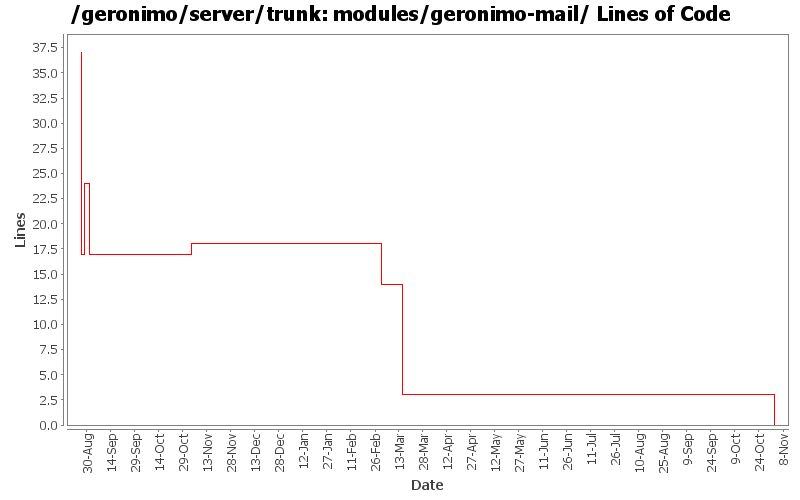 /geronimo/server/trunk: modules/geronimo-mail/ Lines of Code
37.5
35.0
32.5
30.0
27.5
25.0
22.5
20.0
17.5
15.0
12.5
10.0
7.5
5.0
2.5
0.0
Lines
30-Aug
14-Sep
29-Sep
14-Oct
29-Oct
13-Nov
28-Nov
13-Dec
28-Dec
12-Jan
27-Jan
11-Feb
26-Feb
13-Mar
28-Mar
12-Apr
27-Apr
12-May
27-May
11-Jun
26-Jun
11-Jul
26-Jul
10-Aug
25-Aug
9-Sep
24-Sep
9-Oct
24-Oct
8-Nov
Date